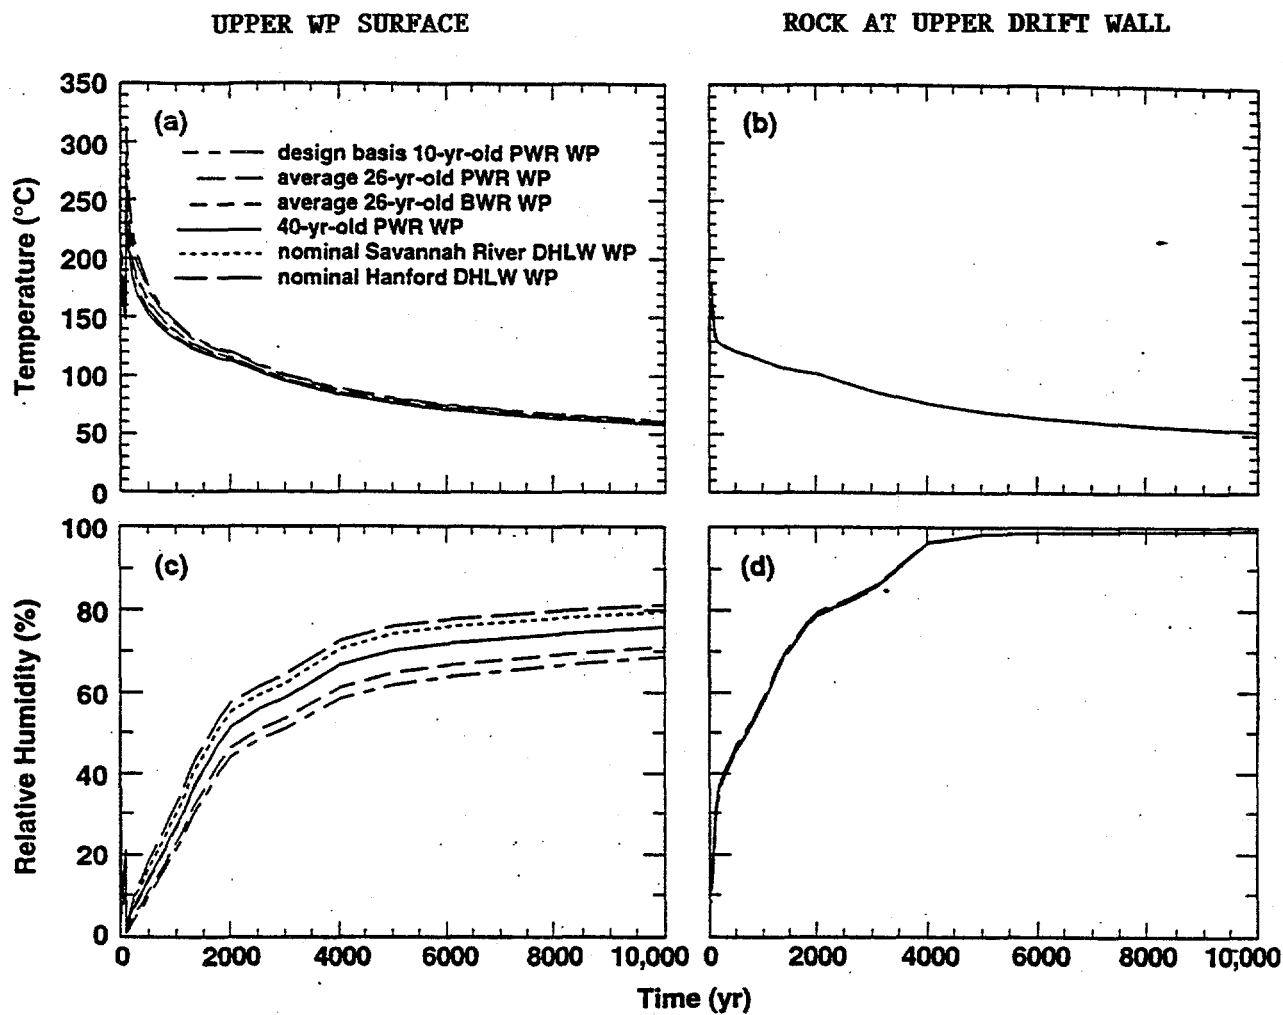 UPPER WP SURFACE
ROCK AT UPPER DRIFT WALL
Temperature (°C)
350
300
250
200
150
100
50
0
(a)
design basis 10-yr-old PWR WP
average 26-yr-old PWR WP
average 26-yr-old BWR WP
40-yr-old PWR WP
nominal Savannah River DHLW WP
nominal Hanford DHLW WP
(b)
Relative Humidity (%)
100
80
60
40
20
0
(c)
(d)
0 2000 4000 6000 8000 10,000
0 2000 4000 6000 8000 10,000
Time (yr)